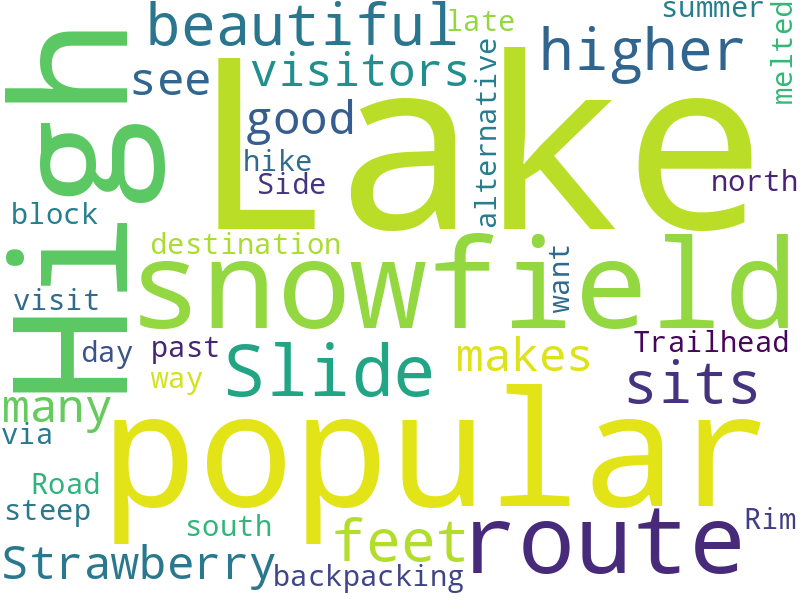 beautiful
late
summer
melted
see
visitors
alternative
higher
High
Lake
good
hike
Side
north
block
destination
snowfield
want
visit
day
past
way
Slide
makes
Trailhead
sits
many
via
popular
Road
steep
south
feet
route
Rim
Strawberry
backpacking